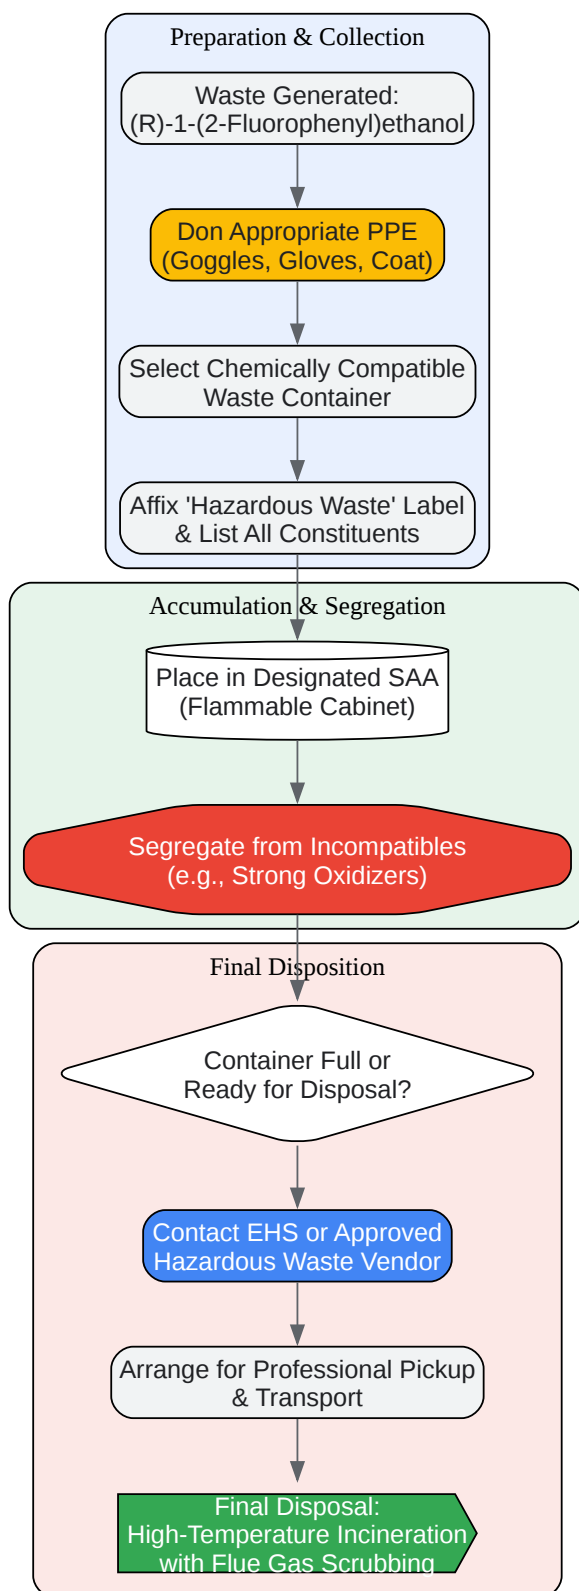 Preparation & Collection
Waste Generated:
(R)-1-(2-Fluorophenyl)ethanol
Don Appropriate PPE
(Goggles, Gloves, Coat)
Select Chemically Compatible
Waste Container
Affix 'Hazardous Waste' Label
& List All Constituents
Accumulation & Segregation
Place in Designated SAA
(Flammable Cabinet)
Segregate from Incompatibles
(e.g., Strong Oxidizers)
Final Disposition
Container Full or
Ready for Disposal?
Contact EHS or Approved
Hazardous Waste Vendor
Arrange for Professional Pickup
& Transport
Final Disposal:
High-Temperature Incineration
with Flue Gas Scrubbing